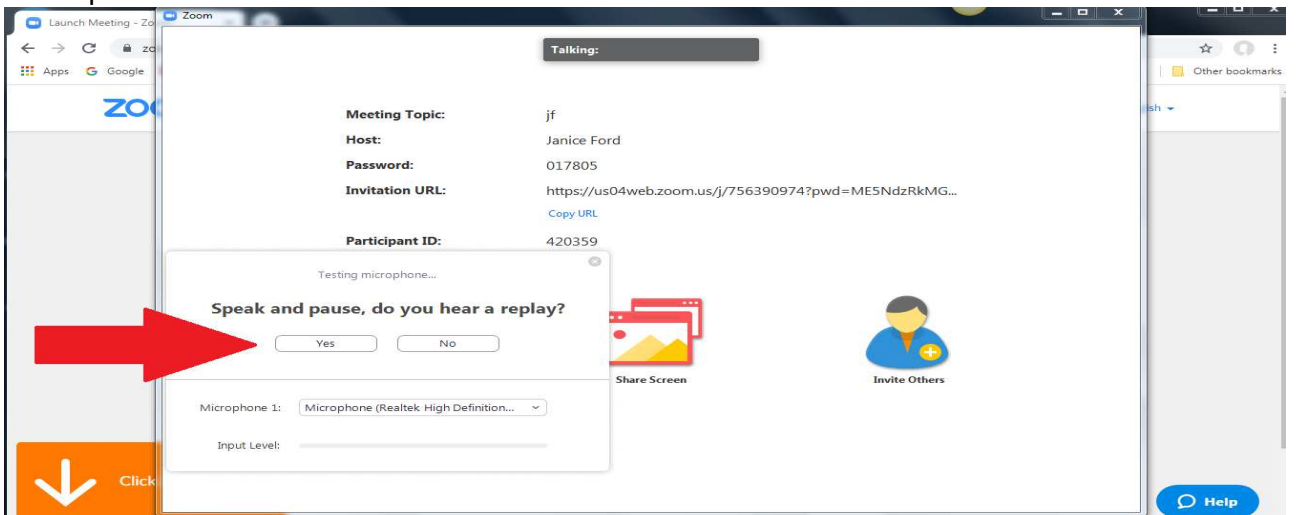 Launch Meeting - Zo
Zoom
Talking:
Apps Google
Other bookmarks
Meeting Topic: jf
Host: Janice Ford
Password: 017805
Invitation URL: https://us04web.zoom.us/j/756390974?pwd=ME5NdzRkMG...
Copy URL
Participant ID: 420359
Testing microphone...
Speak and pause, do you hear a replay?
Yes No
Share Screen
Invite Others
Microphone 1: Microphone (Realtek High Definition...
Input Level:
Click
Help